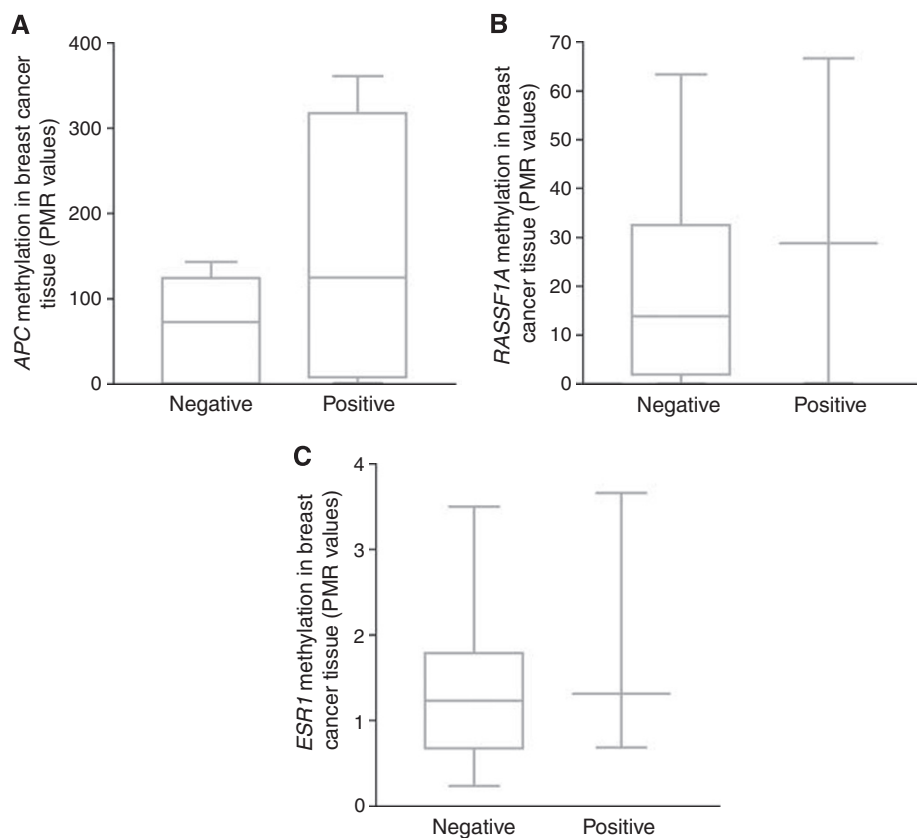 A
APC methylation in breast cancer
tissue (PMR values)
400
300
200
100
0
Negative Positive
B
RASSF1A methylation in breast
cancer tissue (PMR values)
70
60
50
40
30
20
10
0
Negative Positive
C
ESR1 methylation in breast
cancer tissue (PMR values)
4
3
2
1
0
Negative Positive